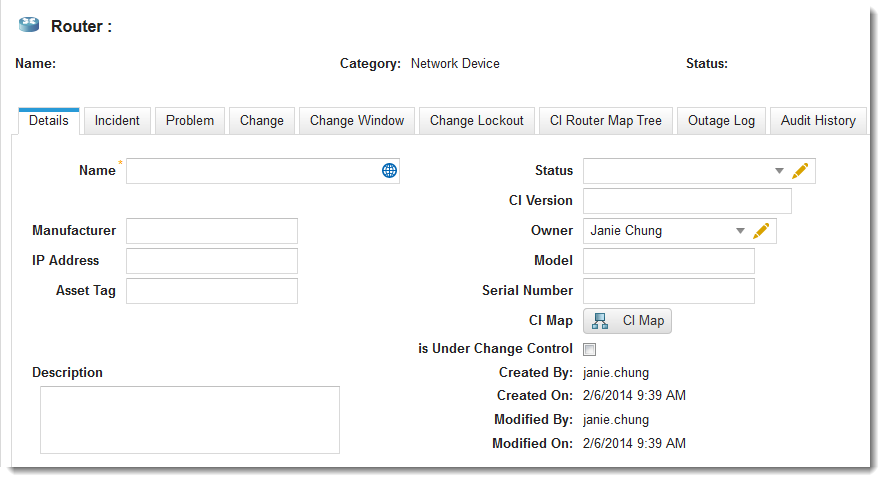 Router :
Name: Category: Network Device Status:
Details Incident Problem Change Change Window Change Lockout CI Router Map Tree Outage Log Audit History
Name * Status
CI Version
Manufacturer Owner Janie Chung
IP Address Model
Asset Tag Serial Number
CI Map CI Map
is Under Change Control
Description Created By: janie.chung
Created On: 2/6/2014 9:39 AM
Modified By: janie.chung
Modified On: 2/6/2014 9:39 AM